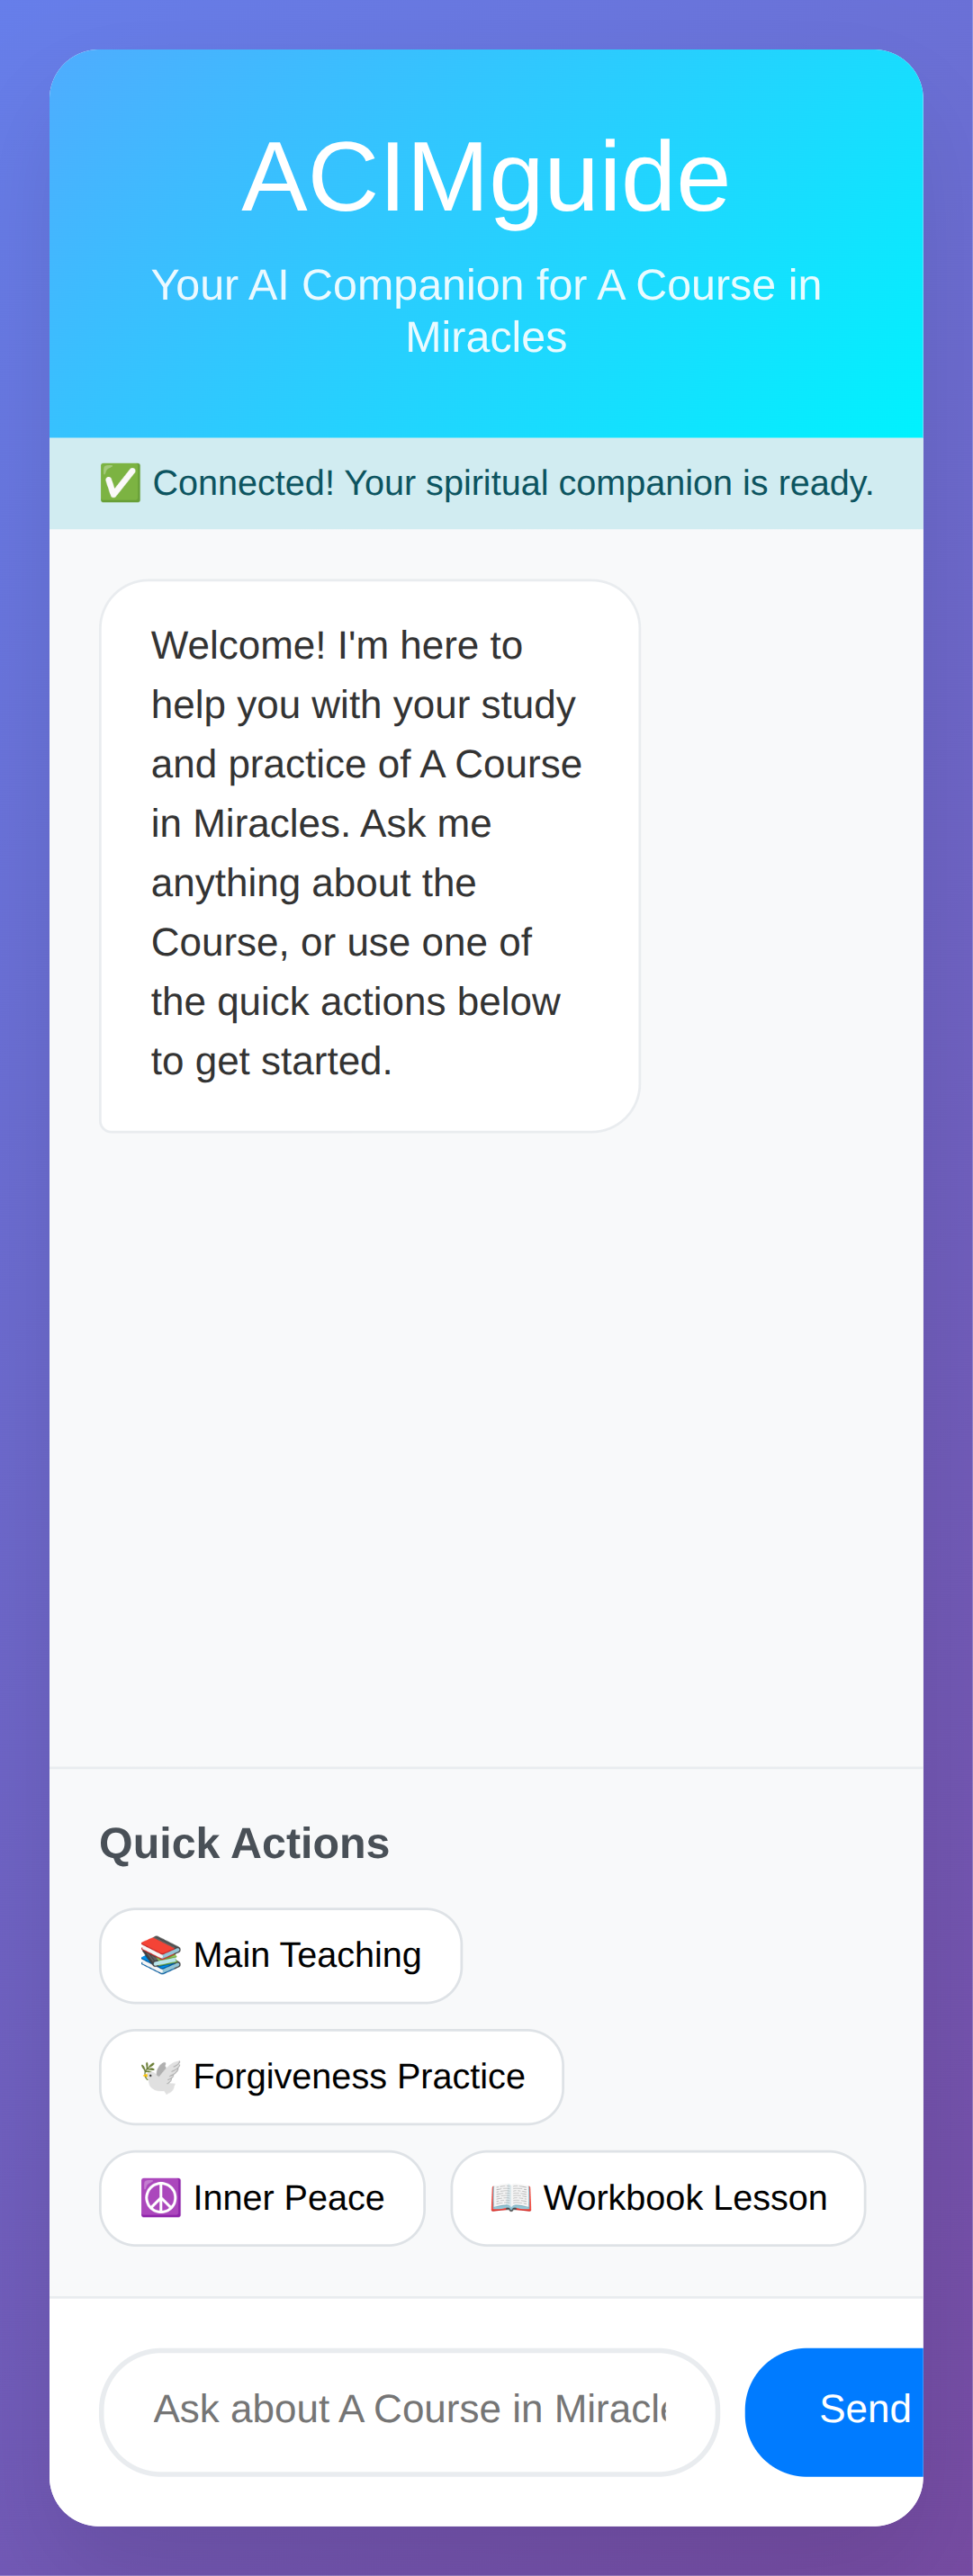 ACIMguide
Your AI Companion for A Course in
Miracles
✅ Connected! Your spiritual companion is ready.
Welcome! I'm here to
help you with your study
and practice of A Course
in Miracles. Ask me
anything about the
Course, or use one of
the quick actions below
to get started.
Quick Actions
📚 Main Teaching
🕊️ Forgiveness Practice
☮️ Inner Peace
📖 Workbook Lesson
Ask about A Course in Miracle
Send